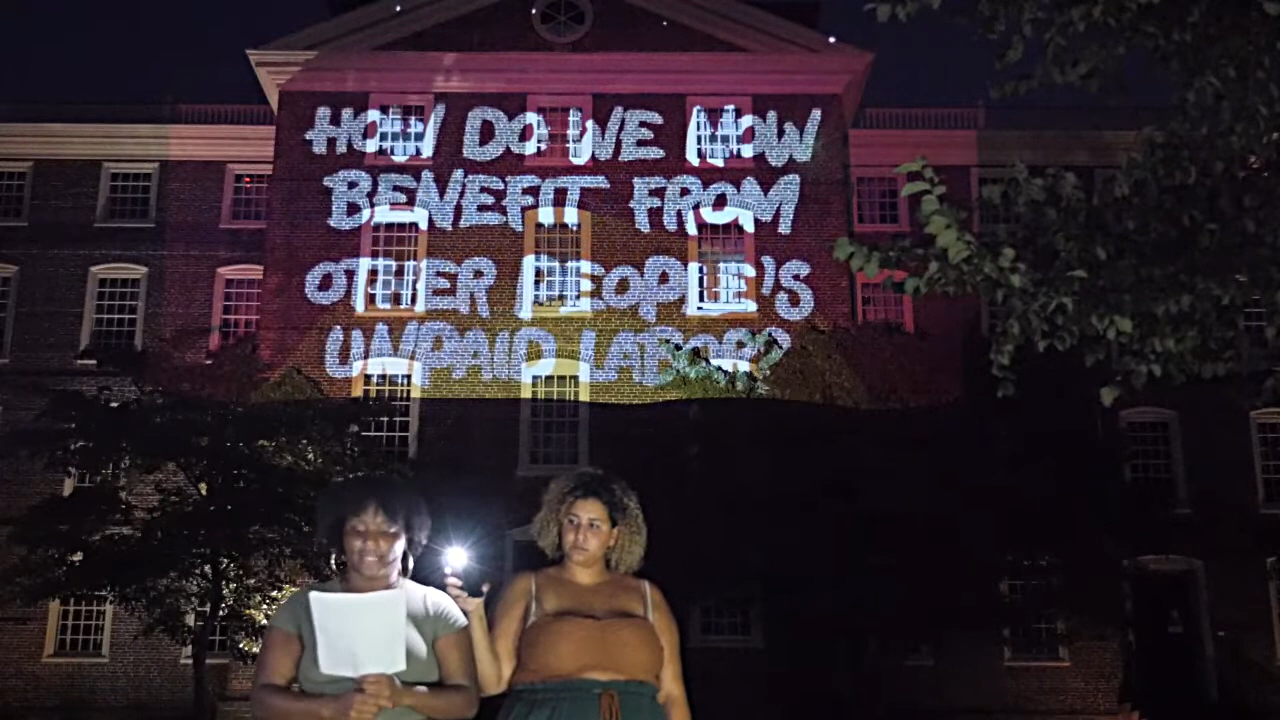 HOW DO WE NOW
BENEFIT FROM
OTHER PEOPLE'S
UNPAID LABOR?